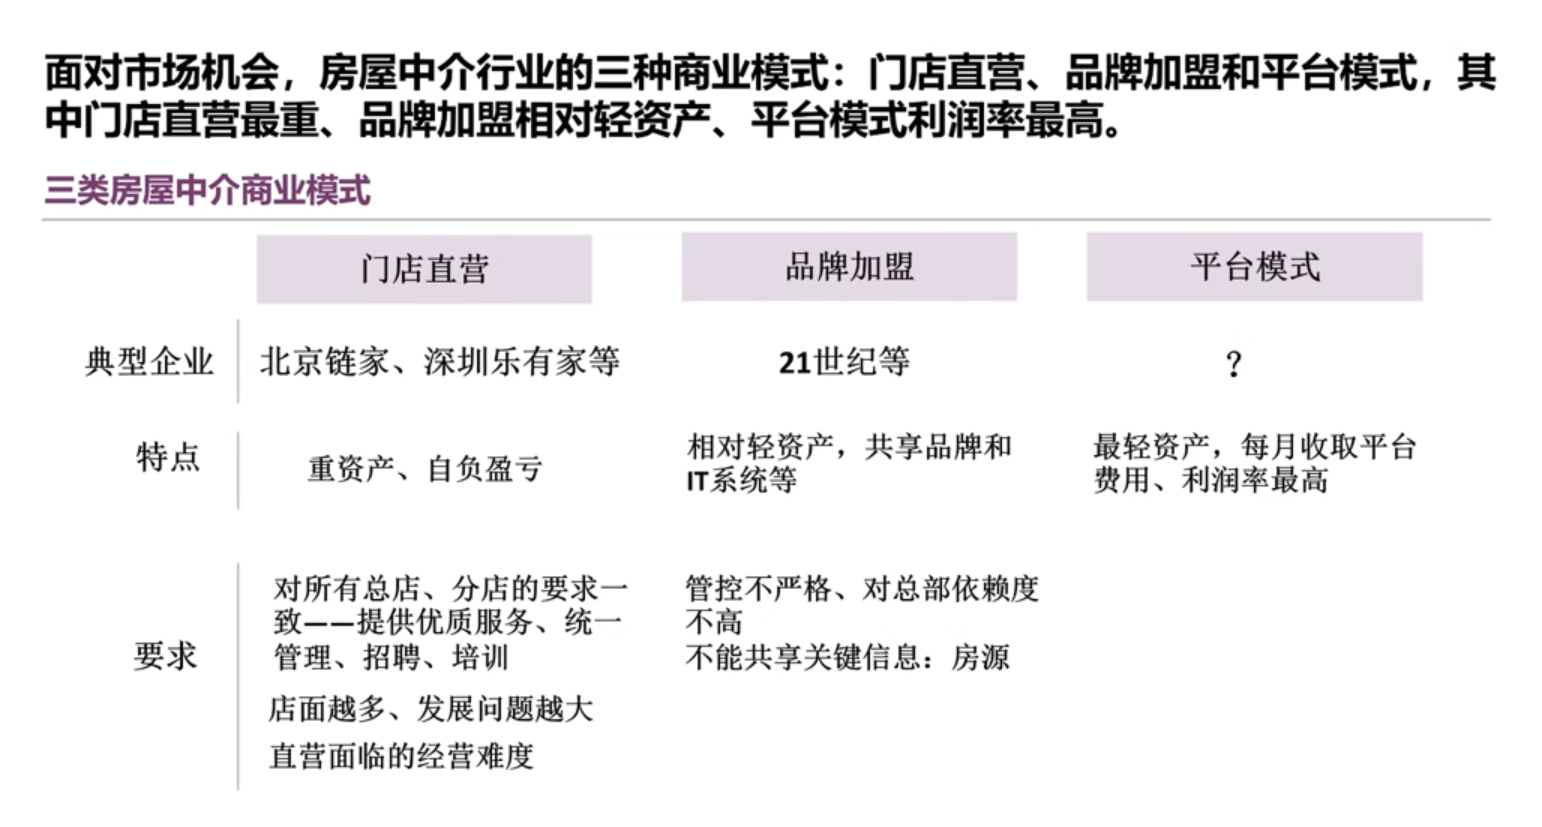 面对市场机会，房屋中介行业的三种商业模式：门店直营、品牌加盟和平台模式，其
中门店直营最重、品牌加盟相对轻资产、平台模式利润率最高。
三类房屋中介商业模式
门店直营
品牌加盟
平台模式
典型企业
北京链家、深圳乐有家等
21世纪等
？
特点
重资产、自负盈亏
相对轻资产，共享品牌和
IT系统等
最轻资产，每月收取平台
费用、利润率最高
要求
对所有总店、分店的要求一
致——提供优质服务、统一
管理、招聘、培训
店面越多、发展问题越大
直营面临的经营难度
管控不严格、对总部依赖度
不高
不能共享关键信息：房源